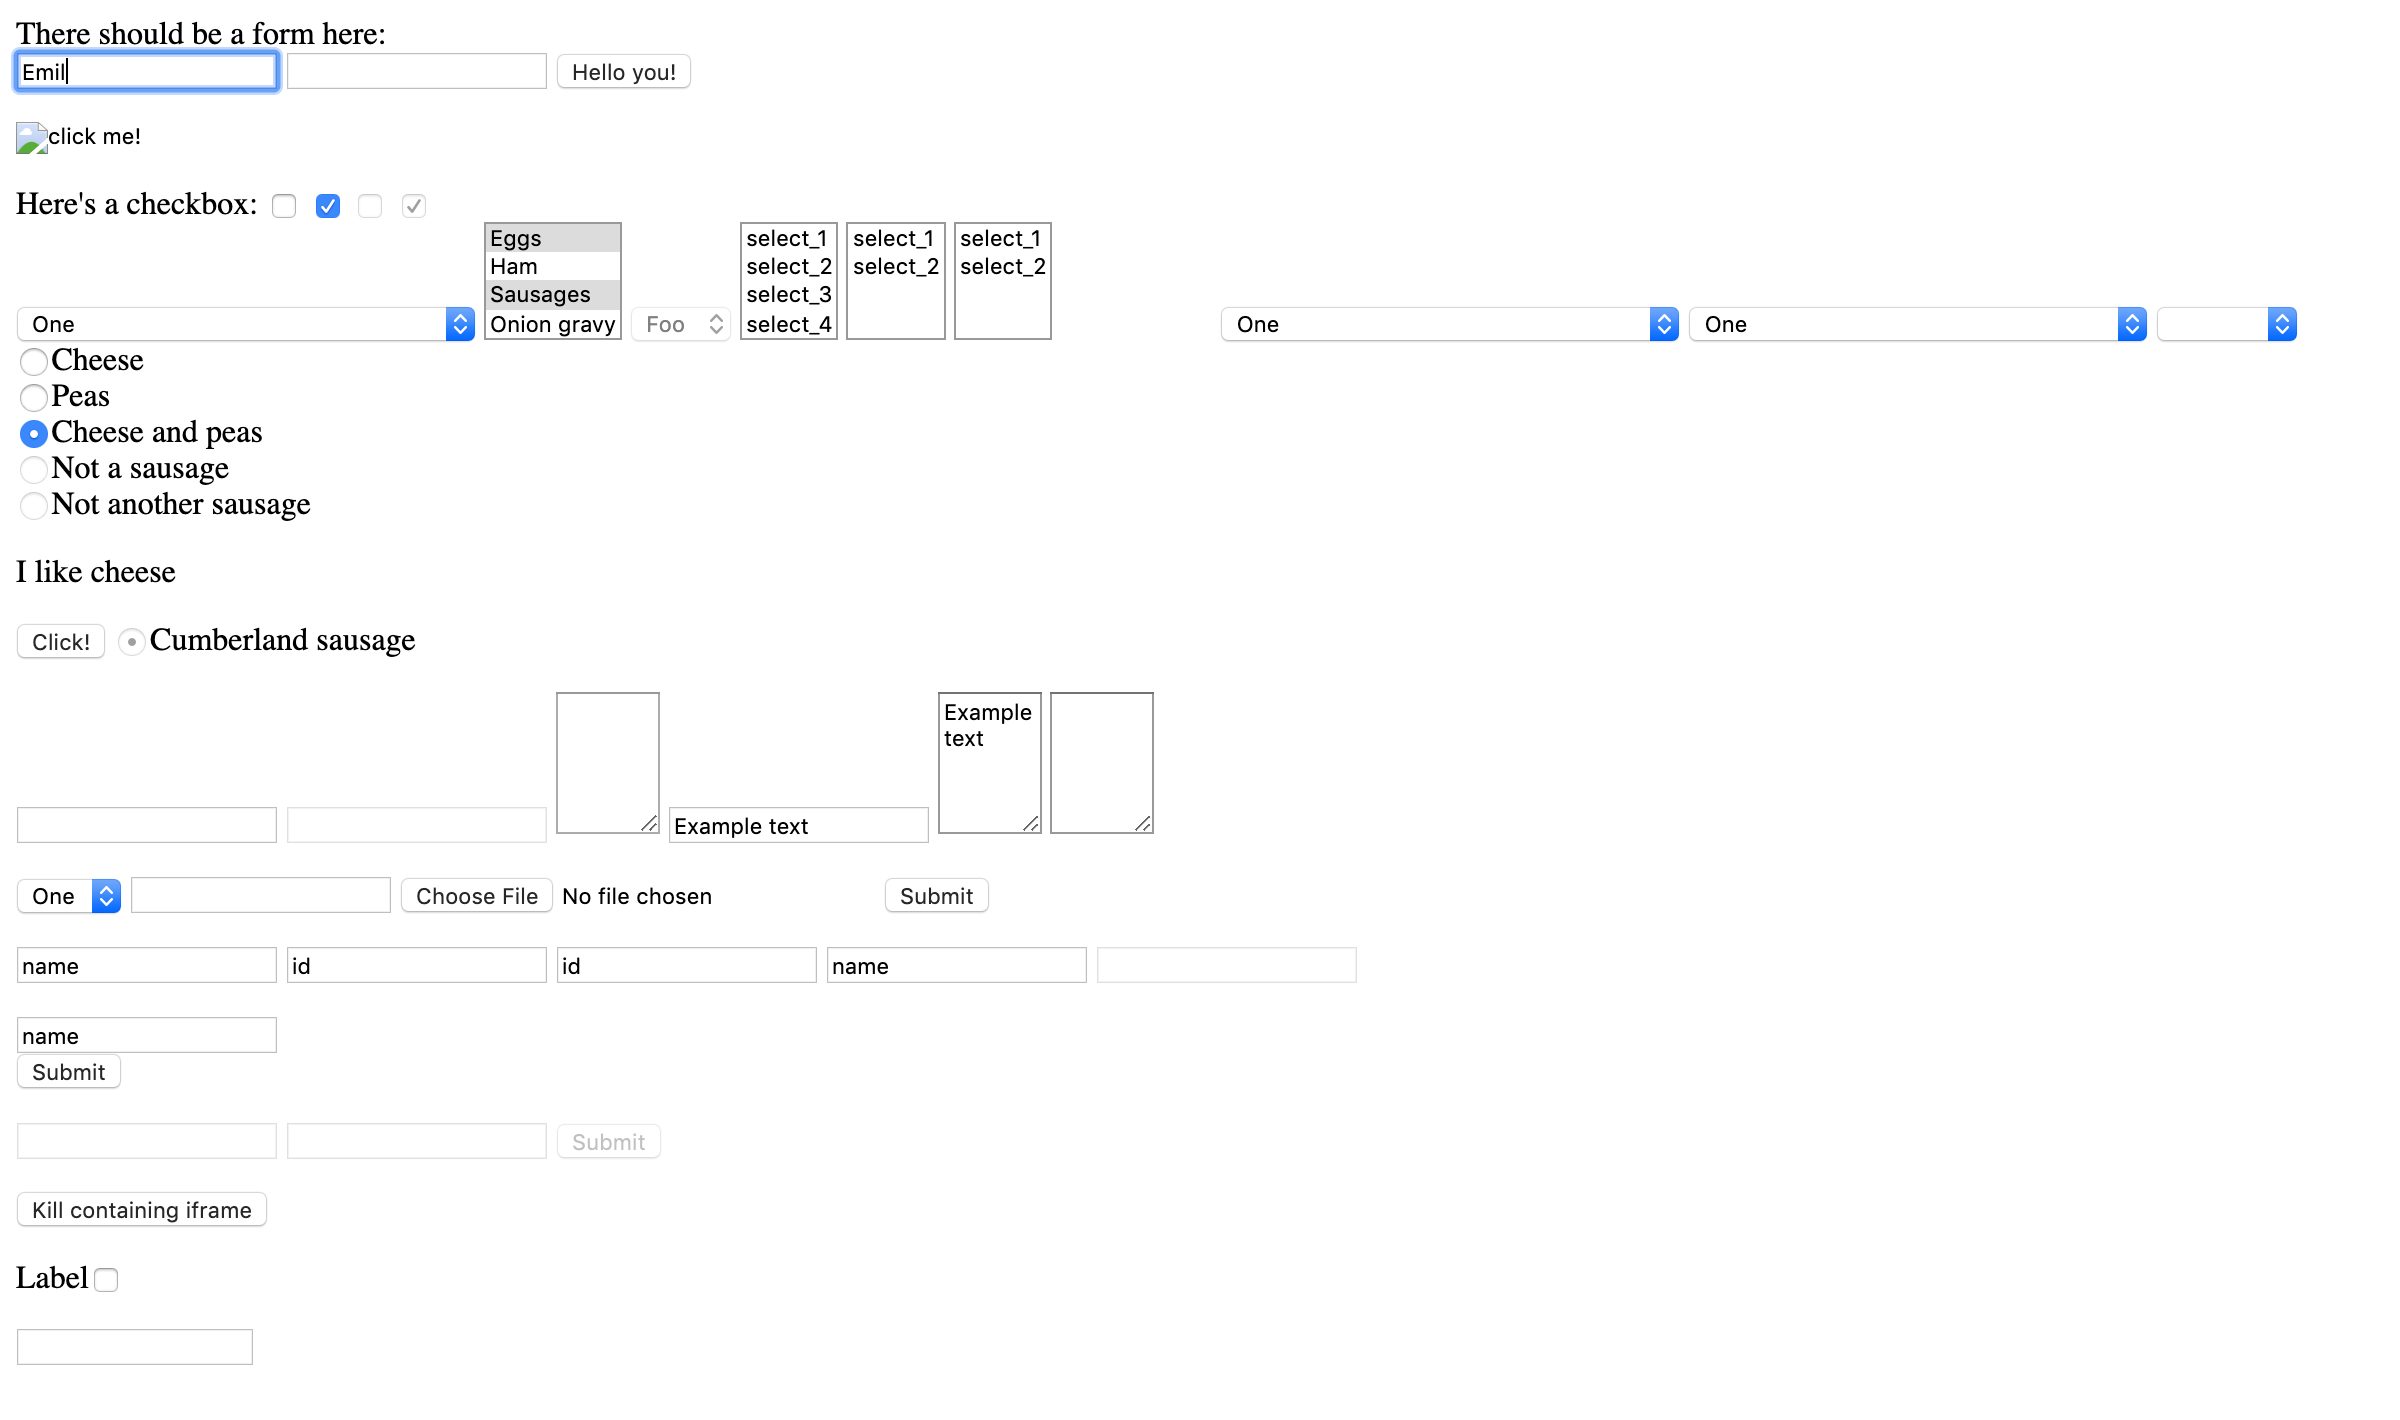 There should be a form here:
Emil Hello you!
click me!
Here's a checkbox:
Eggs select_1 select_1 select_1
Ham select_2 select_2 select_2
Sausages select_3
One Onion gravy Foo select_4 One One
Cheese
Peas
Cheese and peas
Not a sausage
Not another sausage
I like cheese
Click! Cumberland sausage
Example
text
Example text
One Choose File No file chosen Submit
name id id name
name
Submit
Submit
Kill containing iframe
Label